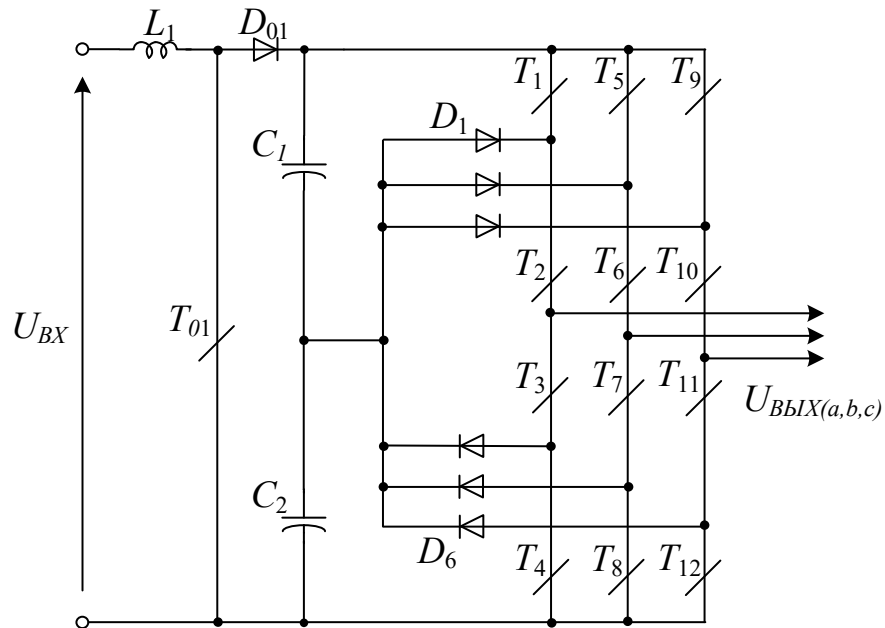 L1 D01
T1 T5 T9
D1
C1
T2 T6 T10
UВХ T01
T3 T7 T11
UВЫХ(a,b,c)
C2
D6 T4 T8 T12